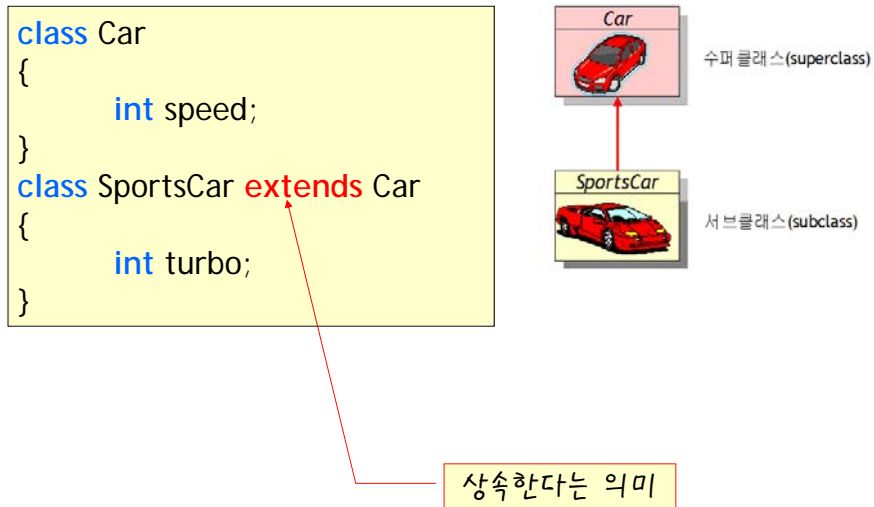 class Car
{
int speed;
}
class SportsCar extends Car
{
int turbo;
}
Car
수퍼클래스(superclass)
SportsCar
서브클래스(subclass)
상속한다는 의미